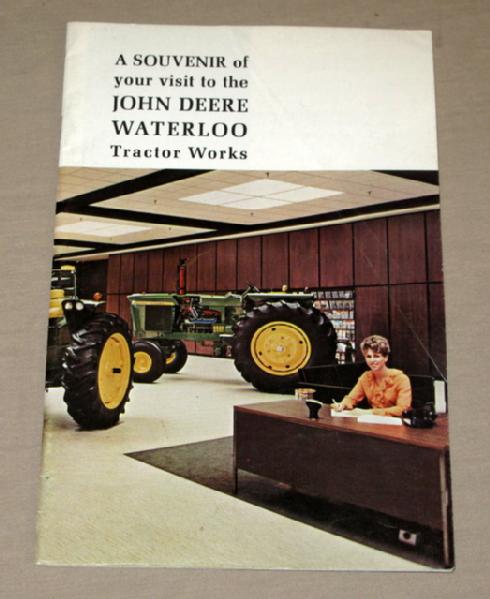 A SOUVENIR of
your visit to the
JOHN DEERE
WATERLOO
Tractor Works